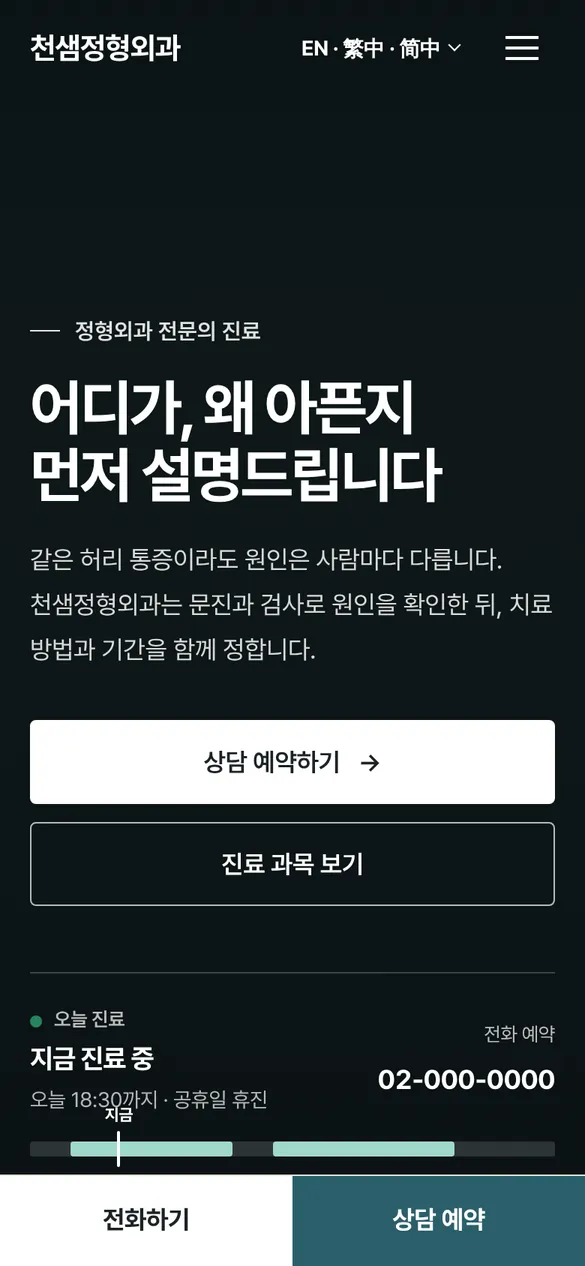 천샘정형외과
EN · 繁中 · 简中
정형외과 전문의 진료
어디가, 왜 아픈지
먼저 설명드립니다
같은 허리 통증이라도 원인은 사람마다 다릅니다.
천샘정형외과는 문진과 검사로 원인을 확인한 뒤, 치료
방법과 기간을 함께 정합니다.
상담 예약하기 →
진료 과목 보기
오늘 진료
지금 진료 중
오늘 18:30까지 · 공휴일 휴진
전화 예약
02-000-0000
지금
전화하기
상담 예약